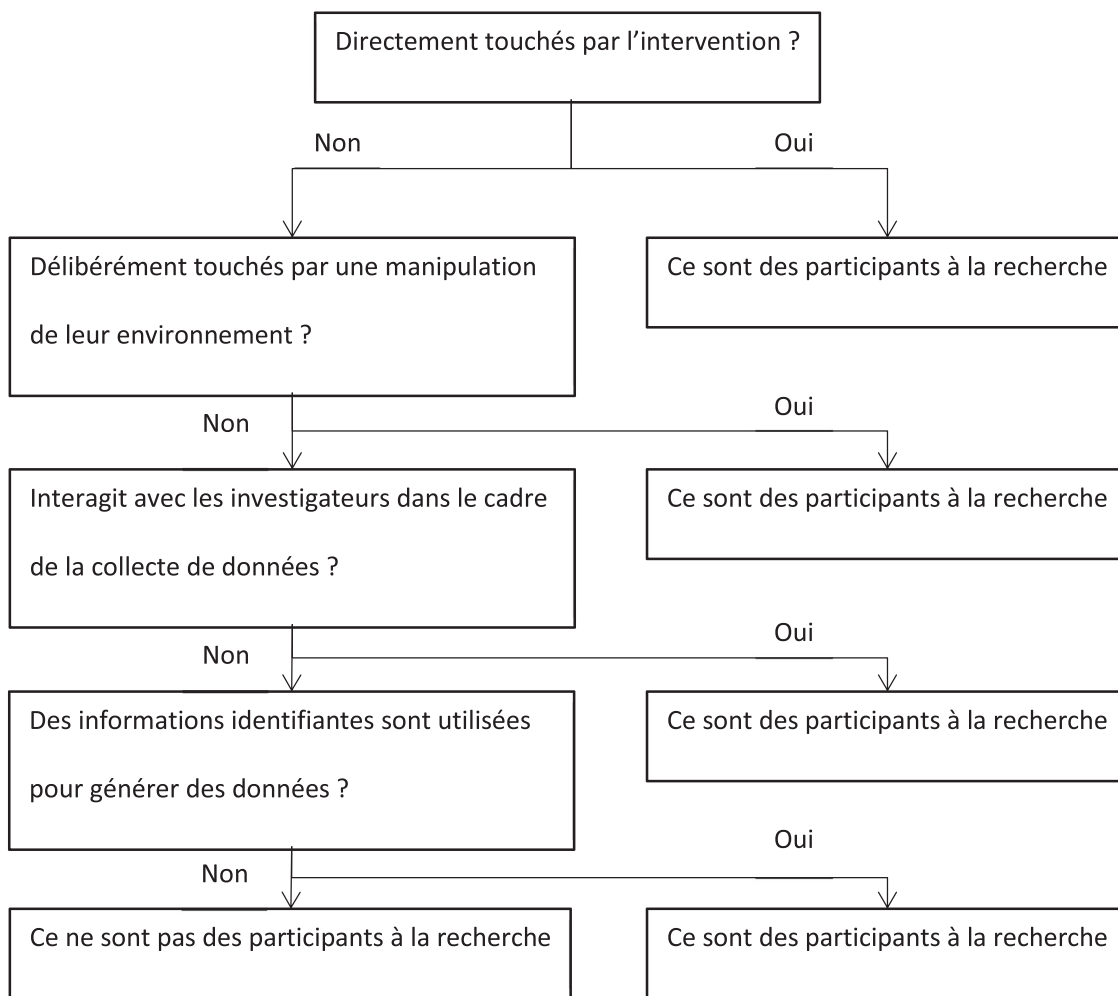 Directement touchés par l'intervention ?
Non
Oui
Délibérément touchés par une manipulation
de leur environnement ?
Ce sont des participants à la recherche
Non
Oui
Interagit avec les investigateurs dans le cadre
de la collecte de données ?
Ce sont des participants à la recherche
Non
Oui
Des informations identifiantes sont utilisées
pour générer des données ?
Ce sont des participants à la recherche
Non
Oui
Ce ne sont pas des participants à la recherche
Ce sont des participants à la recherche